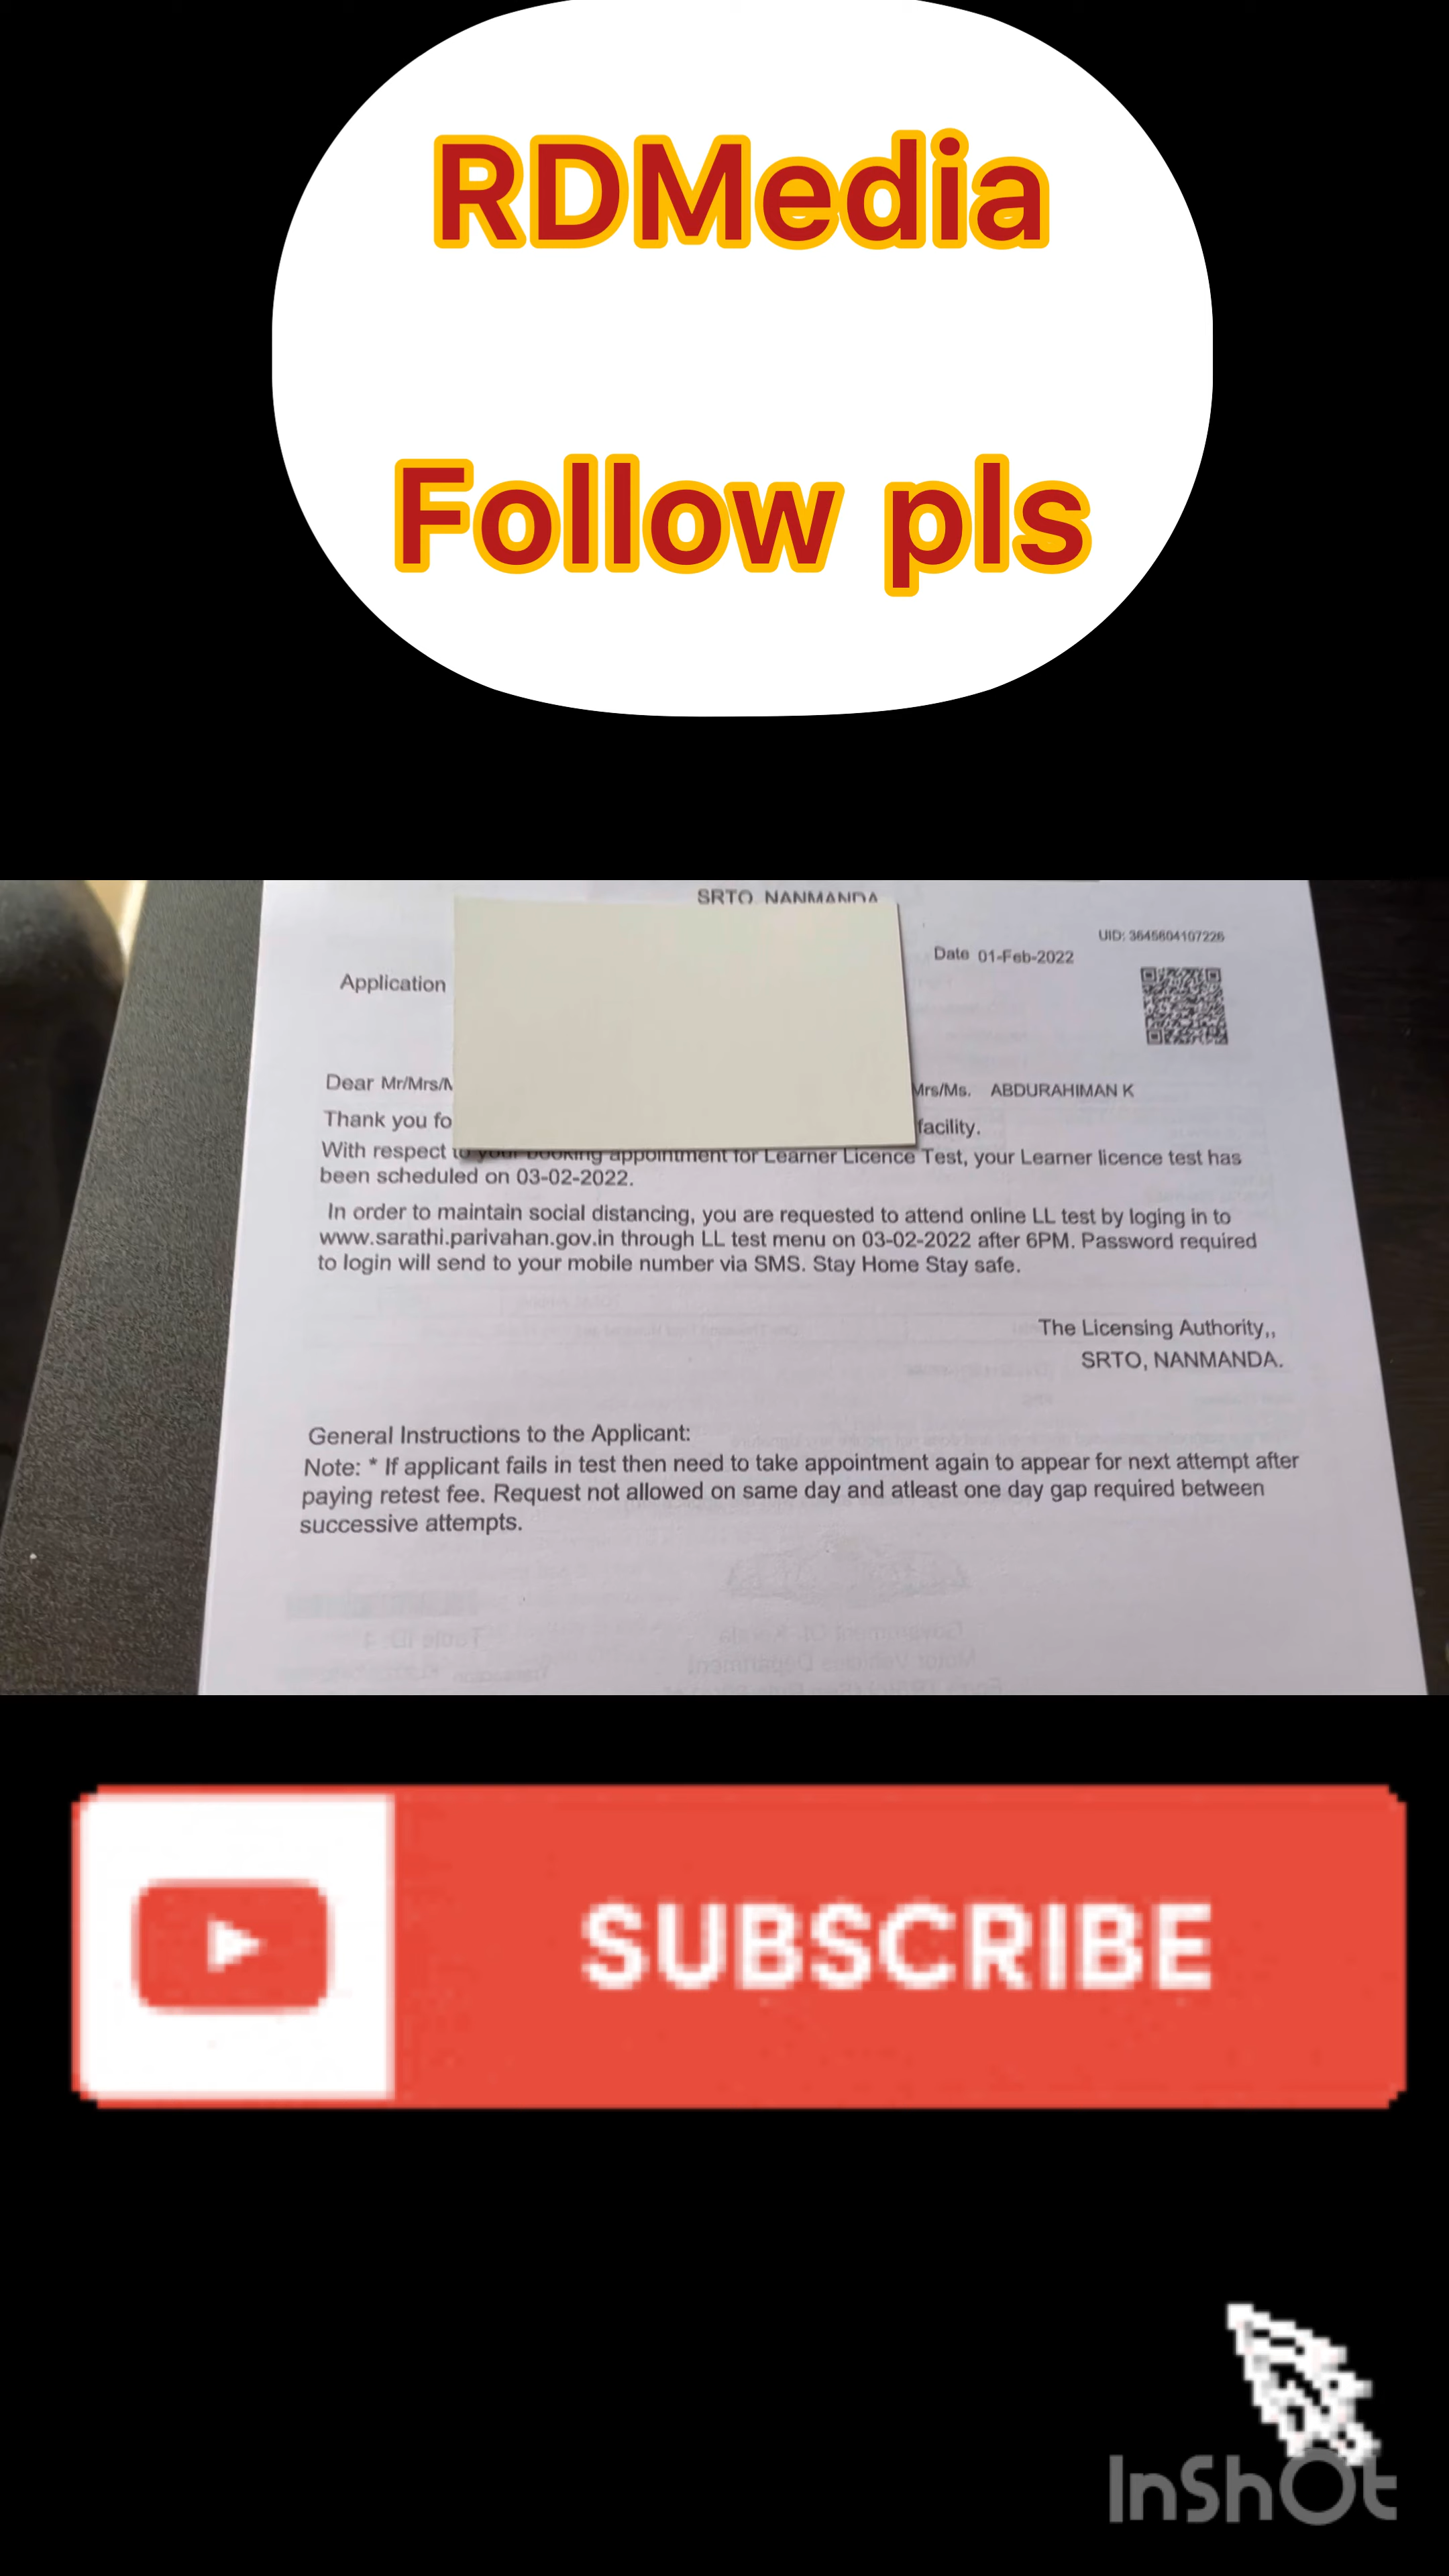 RDMedia
Follow pls
SRTO NANMANDA
UID: 3645604107226
Date 01-Feb-2022
Application
Dear Mr/Mrs/M
Mrs/Ms. ABDURAHIMAN K
Thank you fo
facility.
With respect to your booking appointment for Learner Licence Test, your Learner licence test has
been scheduled on 03-02-2022.
In order to maintain social distancing, you are requested to attend online LL test by loging in to
www.sarathi.parivahan.gov.in through LL test menu on 03-02-2022 after 6PM. Password required
to login will send to your mobile number via SMS. Stay Home Stay safe.
The Licensing Authority,,
SRTO, NANMANDA.
General Instructions to the Applicant:
Note: * If applicant fails in test then need to take appointment again to appear for next attempt after
paying retest fee. Request not allowed on same day and atleast one day gap required between
successive attempts.
SUBSCRIBE
InShOt